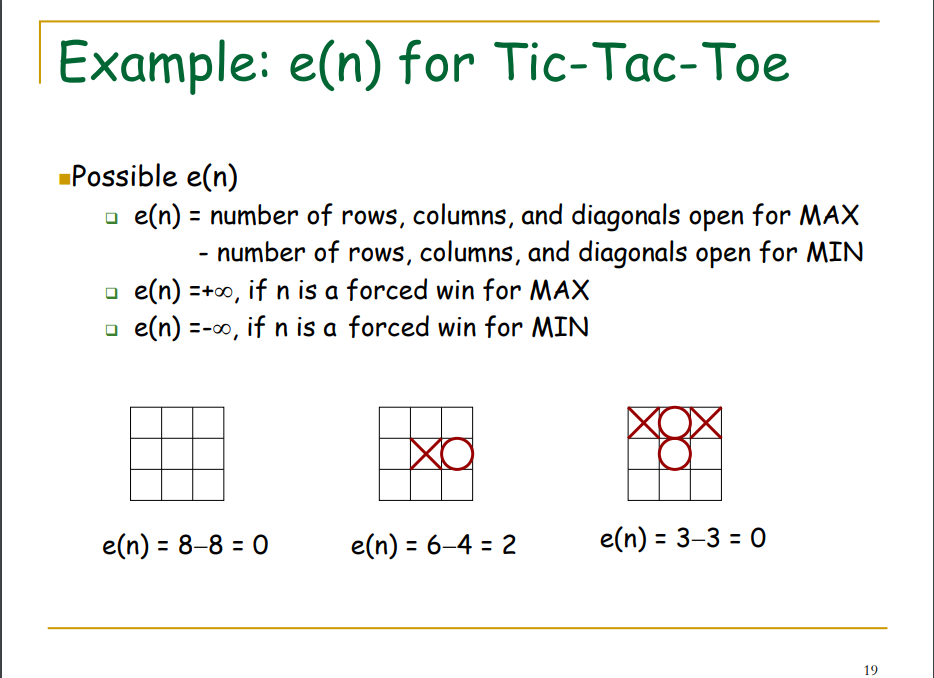 Example: e(n) for Tic-Tac-Toe
Possible e(n)
e(n) = number of rows, columns, and diagonals open for MAX
- number of rows, columns, and diagonals open for MIN
e(n) =+∞, if n is a forced win for MAX
e(n) =-∞, if n is a forced win for MIN
XO
XOX
O
e(n) = 8–8 = 0
e(n) = 6–4 = 2
e(n) = 3–3 = 0
19